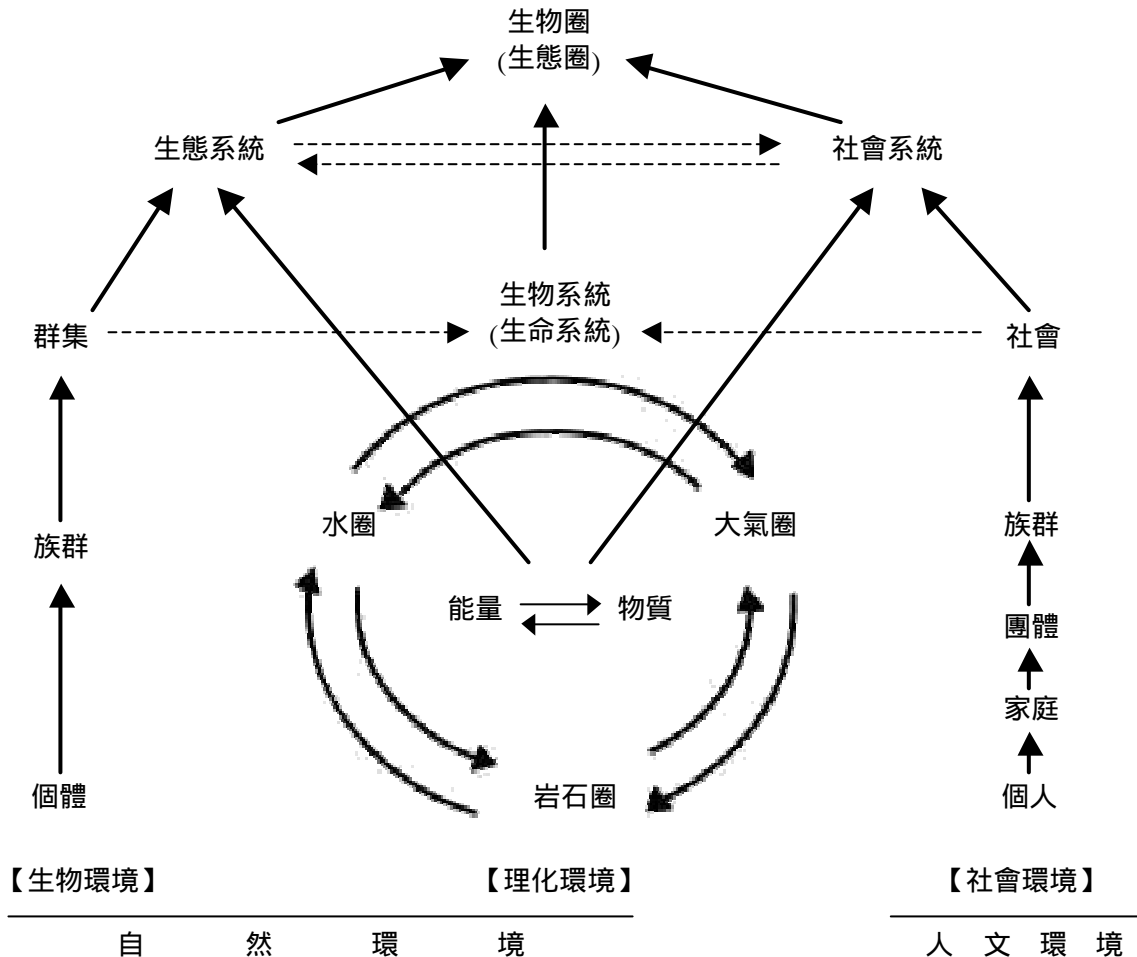 生物圈
(生態圈)
生態系統
社會系統
生物系統
(生命系統)
群集
社會
水圈
大氣圈
族群
族群
能量
物質
團體
家庭
個體
岩石圈
個人
【生物環境】
【理化環境】
【社會環境】
自然環境
人文環境